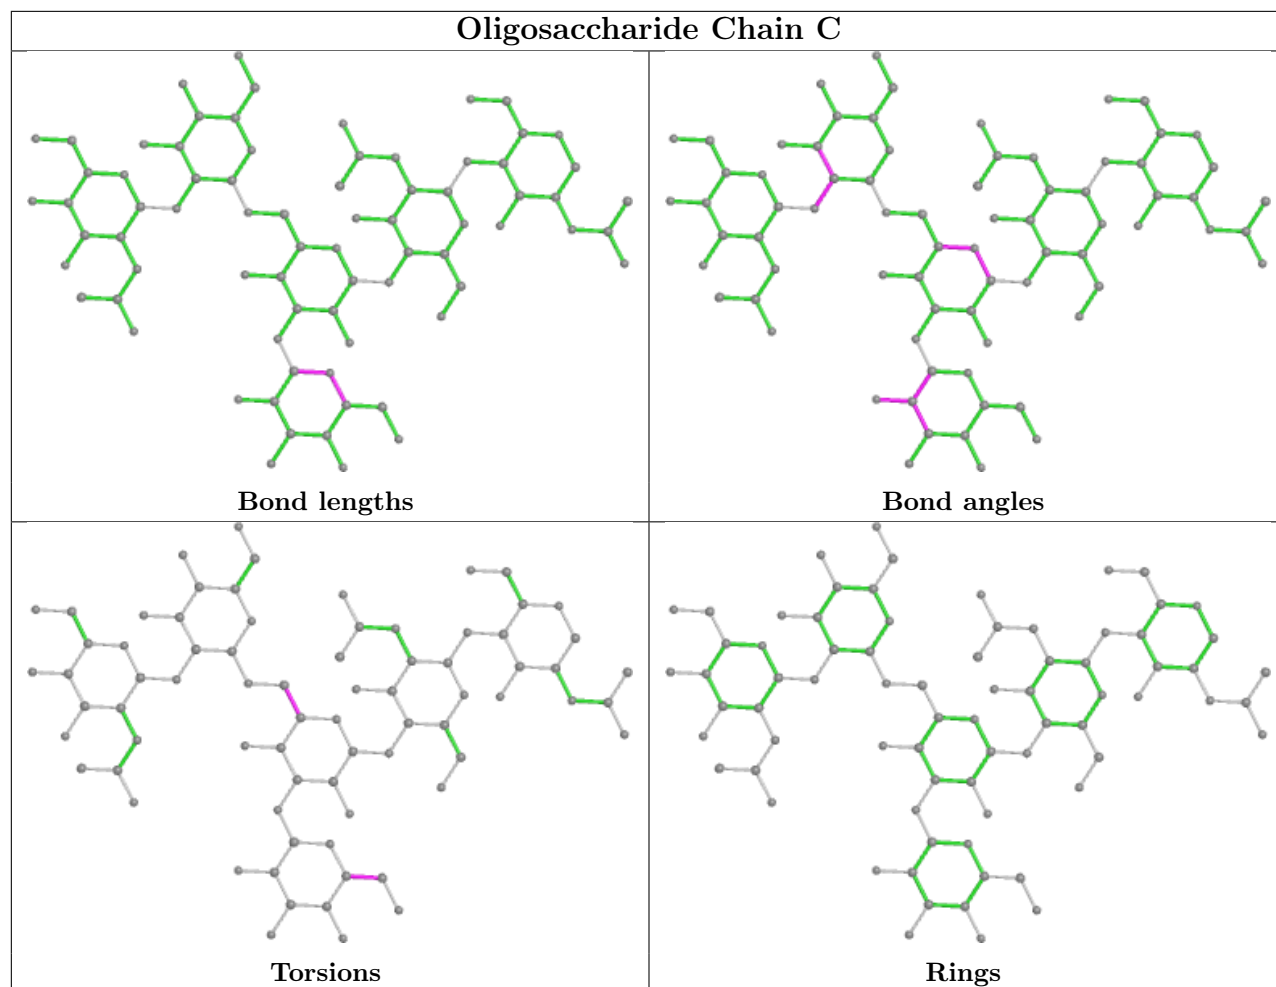 Oligosaccharide Chain C
Bond lengths
Bond angles
Torsions
Rings